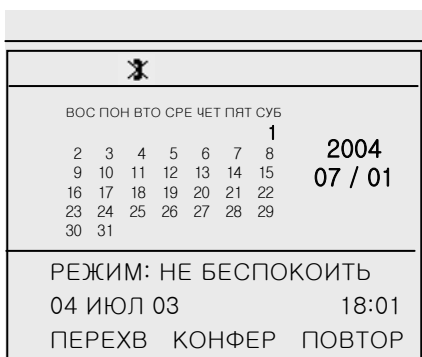 ВОС ПОН ВТО СРЕ ЧЕТ ПЯТ СУБ
1
2 3 4 5 6 7 8
9 10 11 12 13 14 15
16 17 18 19 20 21 22
23 24 25 26 27 28 29
30 31
2004
07 / 01
РЕЖИМ: НЕ БЕСПОКОИТЬ
04 ИЮЛ 03 18:01
ПЕРЕХВ КОНФЕР ПОВТОР